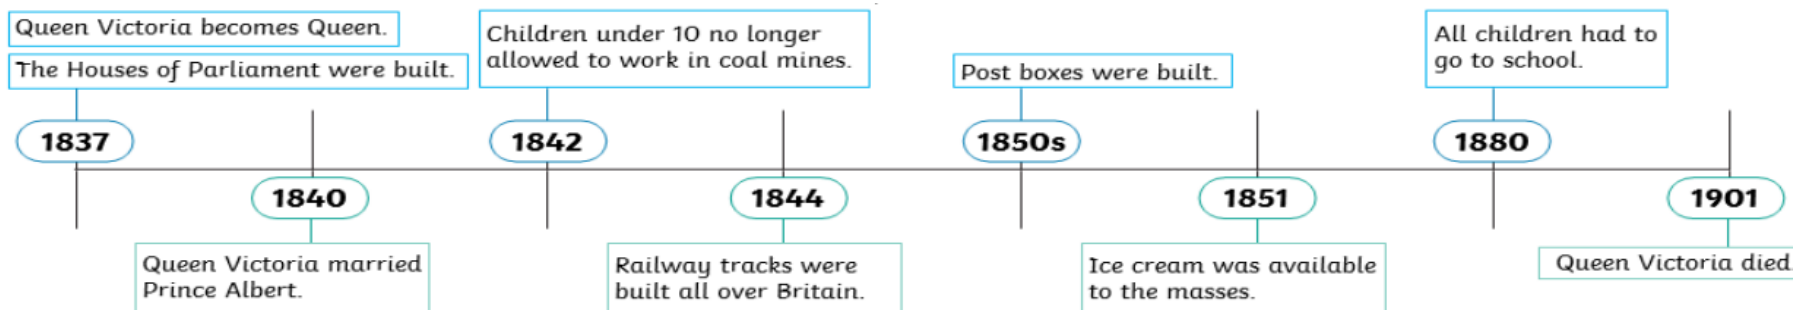 Queen Victoria becomes Queen.
The Houses of Parliament were built.
1837
1840
Queen Victoria married
Prince Albert.
Children under 10 no longer
allowed to work in coal mines.
1842
1844
Railway tracks were
built all over Britain.
Post boxes were built.
1850s
1851
Ice cream was available
to the masses.
All children had to
go to school.
1880
1901
Queen Victoria died.